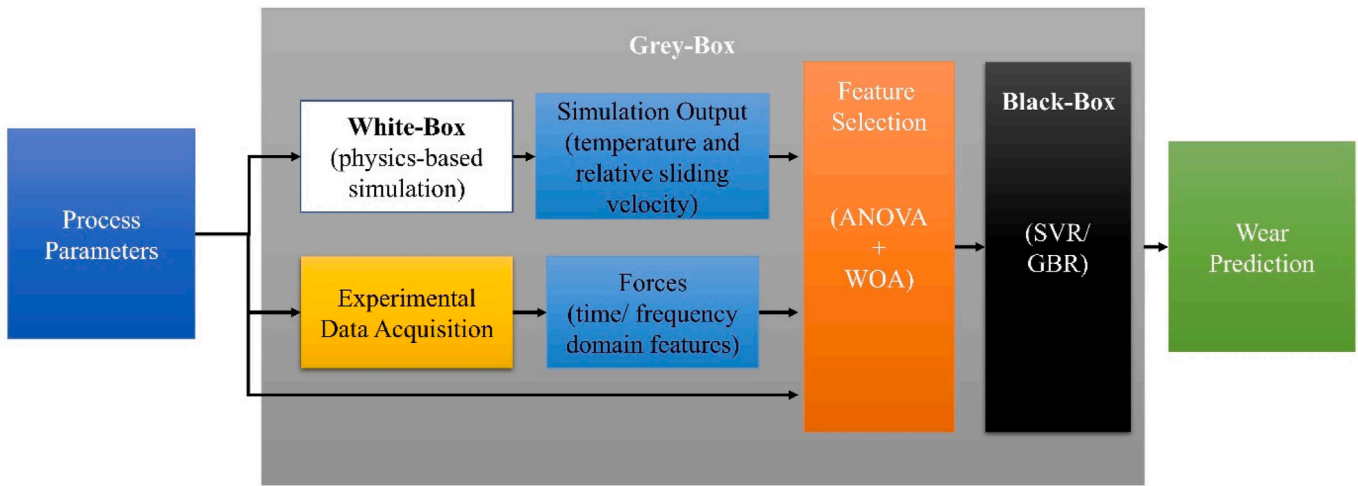 Grey-Box
Process
Parameters
White-Box
(physics-based
simulation)
Simulation Output
(temperature and
relative sliding
velocity)
Experimental
Data Acquisition
Forces
(time/ frequency
domain features)
Feature
Selection
(ANOVA
+
WOA)
Black-Box
(SVR/
GBR)
Wear
Prediction